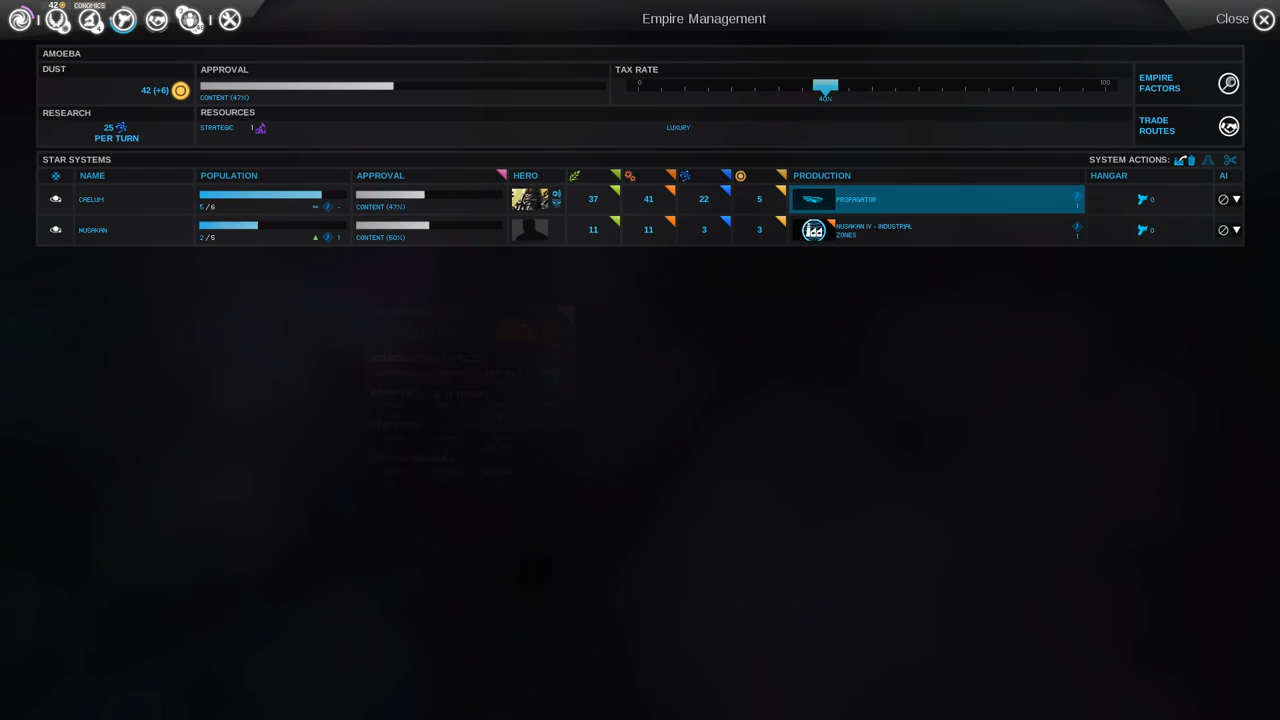 42
CONOMICS
Empire Management
Close
AMOEBA
DUST
42 (+6)
APPROVAL
CONTENT (47%)
TAX RATE
0
100
40%
EMPIRE
FACTORS
RESEARCH
25
PER TURN
RESOURCES
STRATEGIC 1
LUXURY
TRADE
ROUTES
STAR SYSTEMS
SYSTEM ACTIONS:
NAME POPULATION APPROVAL HERO PRODUCTION HANGAR AI
CAELUM 5 / 6 - CONTENT (47%) 37 41 22 5 PROPAGATOR 1 0
NUSAKAN 2 / 5 1 CONTENT (50%) 11 11 3 3 NUSAKAN IV - INDUSTRIAL
ZONES 1 0